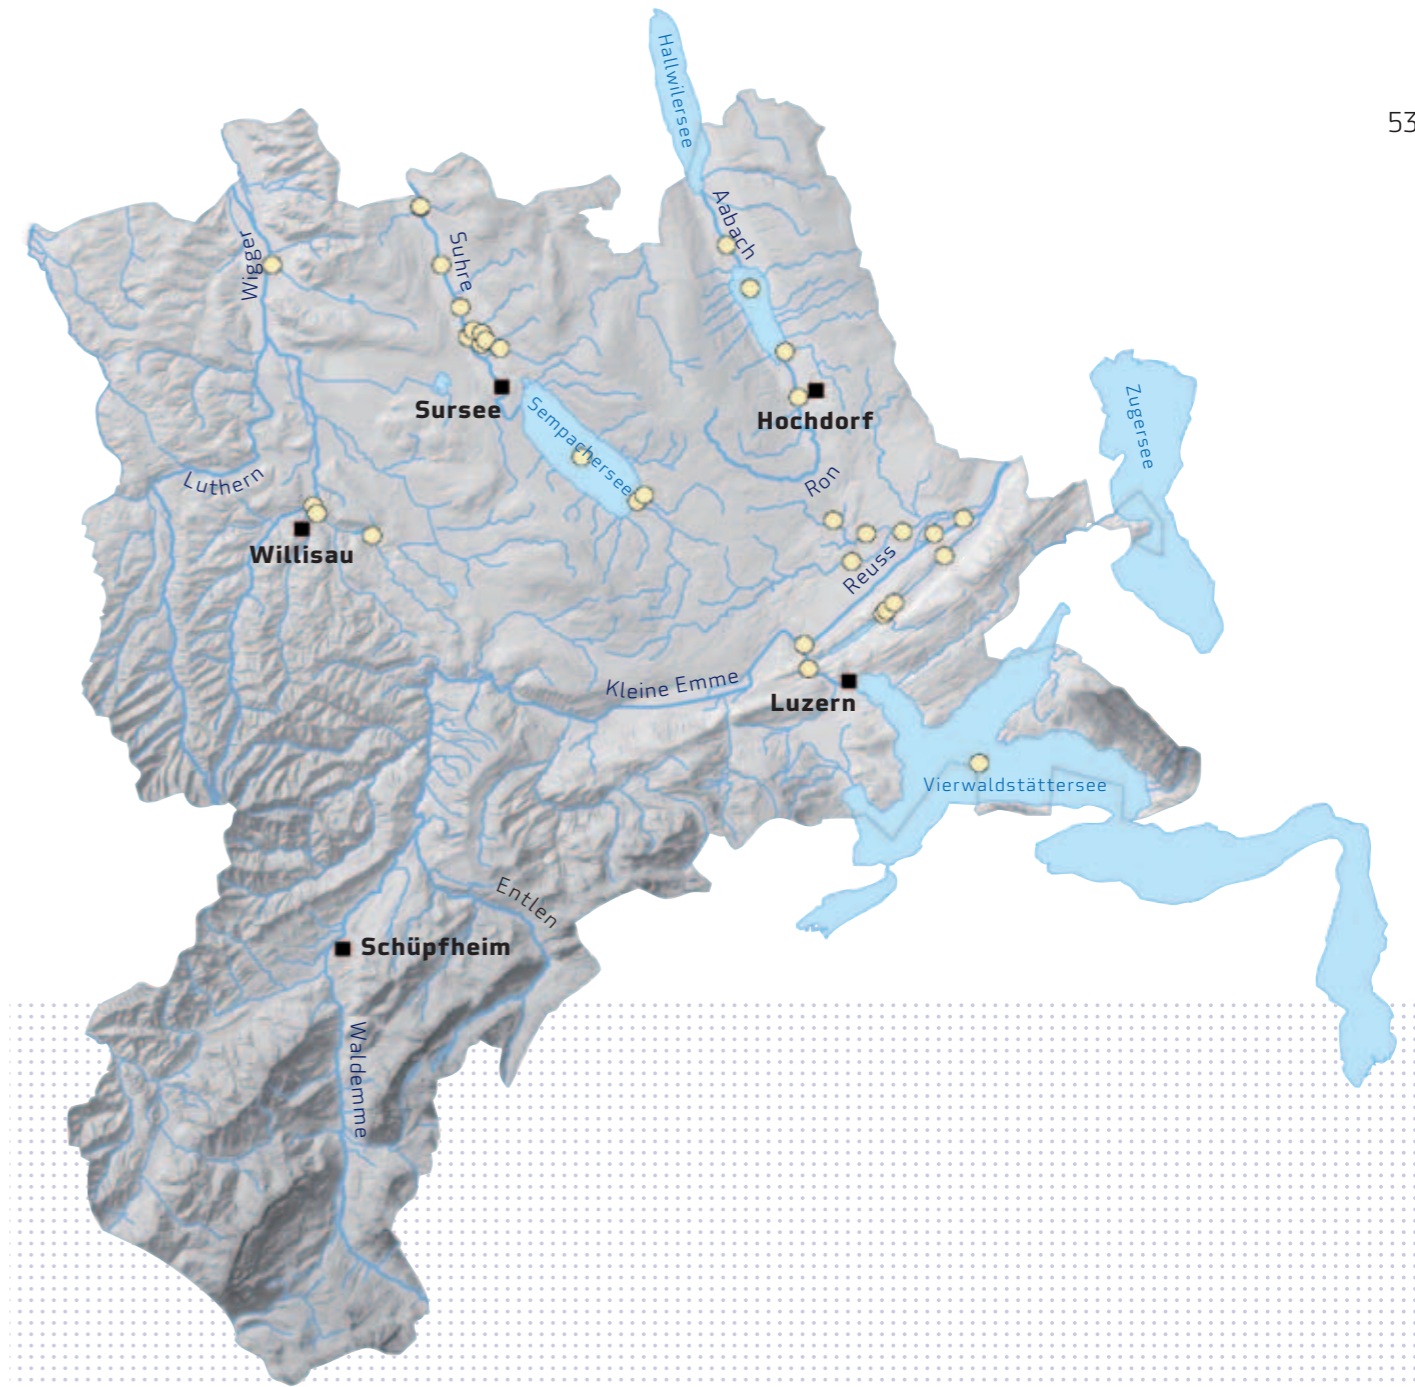 Hallwilersee
53
Aabach
Wigger
Suhre
Zugersee
Sursee
Sempachersee
Hochdorf
Luthern
Ron
Willisau
Reuss
Kleine Emme
Luzern
Vierwaldstättersee
Entlen
Schüpfheim
Waldemme